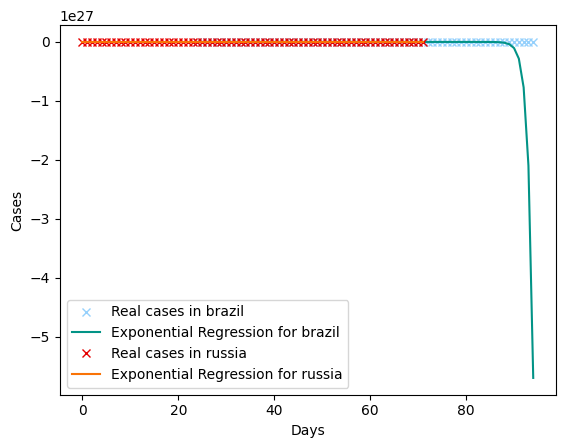 1e27
0
−1
−2
−3
−4
−5
Cases
Real cases in brazil
Exponential Regression for brazil
Real cases in russia
Exponential Regression for russia
0 20 40 60 80
Days